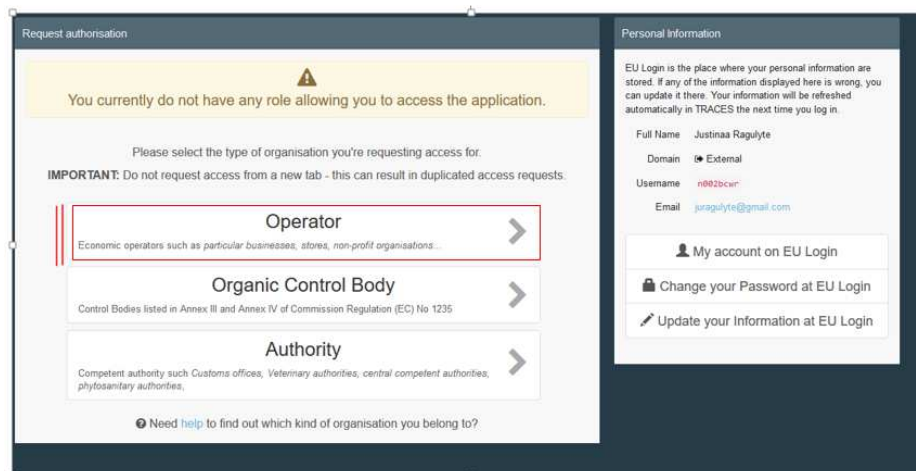 Request authorisation
You currently do not have any role allowing you to access the application.
Please select the type of organisation you're requesting access for.
IMPORTANT: Do not request access from a new tab - this can result in duplicated access requests.
Operator
Economic operators such as particular businesses, stores, non-profit organisations...
Organic Control Body
Control Bodies listed in Annex III and Annex IV of Commission Regulation (EC) No 1235
Authority
Competent authority such Customs offices, Veterinary authorities, central competent authorities,
phytosanitary authorities,
Need help to find out which kind of organisation you belong to?
Personal Information
EU Login is the place where your personal information are
stored. If any of the information displayed here is wrong, you
can update it there. Your information will be refreshed
automatically in TRACES the next time you log in.
Full Name Justinaa Ragulyte
Domain External
Username n002bcwr
Email juragulyte@gmail.com
My account on EU Login
Change your Password at EU Login
Update your Information at EU Login